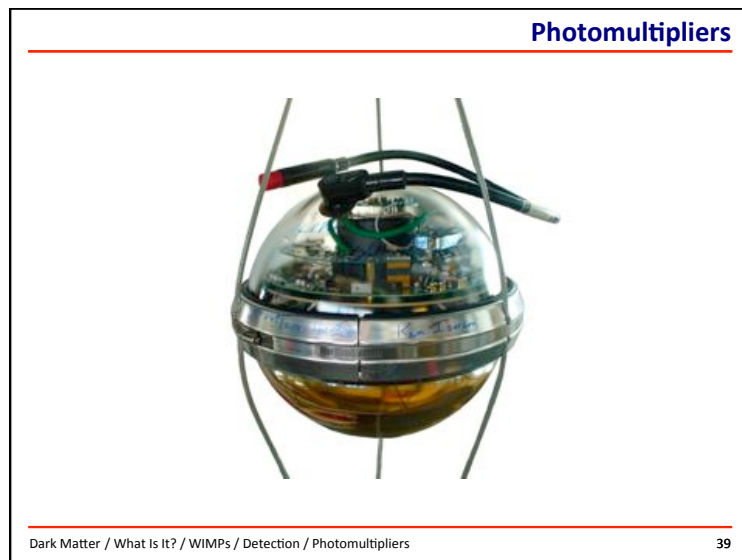 Photomultipliers
Dark Matter / What Is It? / WIMPs / Detection / Photomultipliers 39